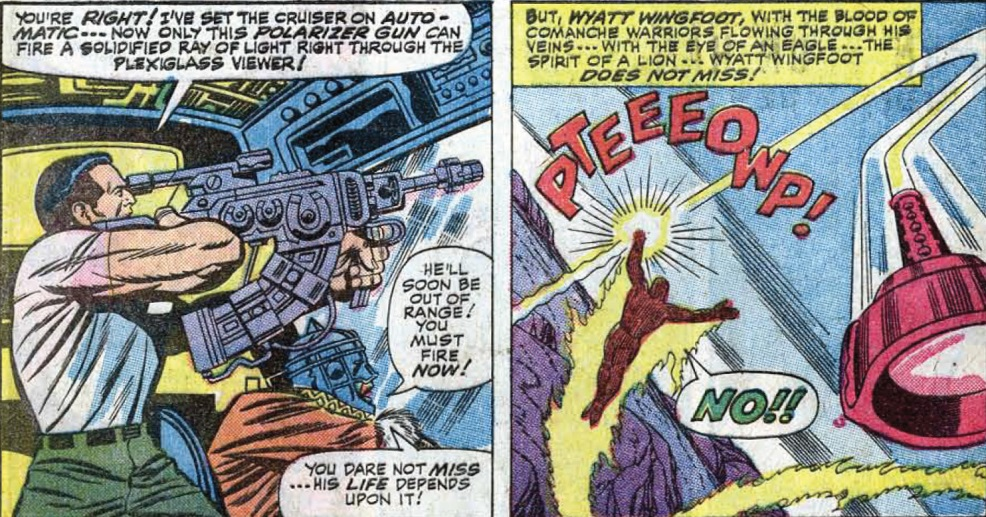 YOU'RE RIGHT! I'VE SET THE CRUISER ON AUTO-
MATIC--- NOW ONLY THIS POLARIZER GUN CAN
FIRE A SOLIDIFIED RAY OF LIGHT RIGHT THROUGH THE
PLEXIGLASS VIEWER!
HE'LL
SOON BE
OUT OF
RANGE!
YOU
MUST
FIRE
NOW!
YOU DARE NOT MISS
...HIS LIFE DEPENDS
UPON IT!
BUT, WYATT WINGFOOT, WITH THE BLOOD OF
COMANCHE WARRIORS FLOWING THROUGH HIS
VEINS---WITH THE EYE OF AN EAGLE---THE
SPIRIT OF A LION --- WYATT WINGFOOT
DOES NOT MISS!
PTEEEOWP!
NO!!